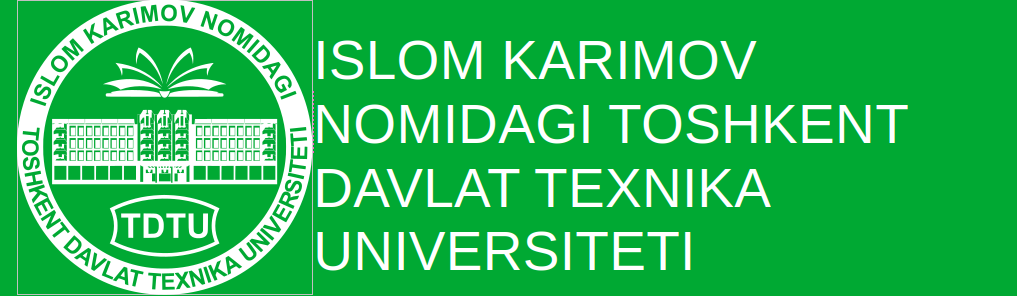 ISLOM KARIMOV NOMIDAGI
TOSHKENT DAVLAT TEXNIKA UNIVERSITETI
TDTU
ISLOM KARIMOV
NOMIDAGI TOSHKENT
DAVLAT TEXNIKA
UNIVERSITETI